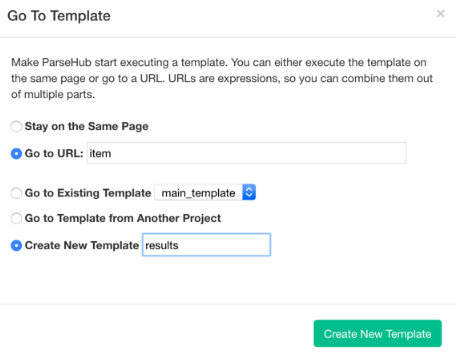 Go To Template ×
Make ParseHub start executing a template. You can either execute the template on
the same page or go to a URL. URLs are expressions, so you can combine them out
of multiple parts.
Stay on the Same Page
Go to URL: item
Go to Existing Template main_template
Go to Template from Another Project
Create New Template results
Create New Template